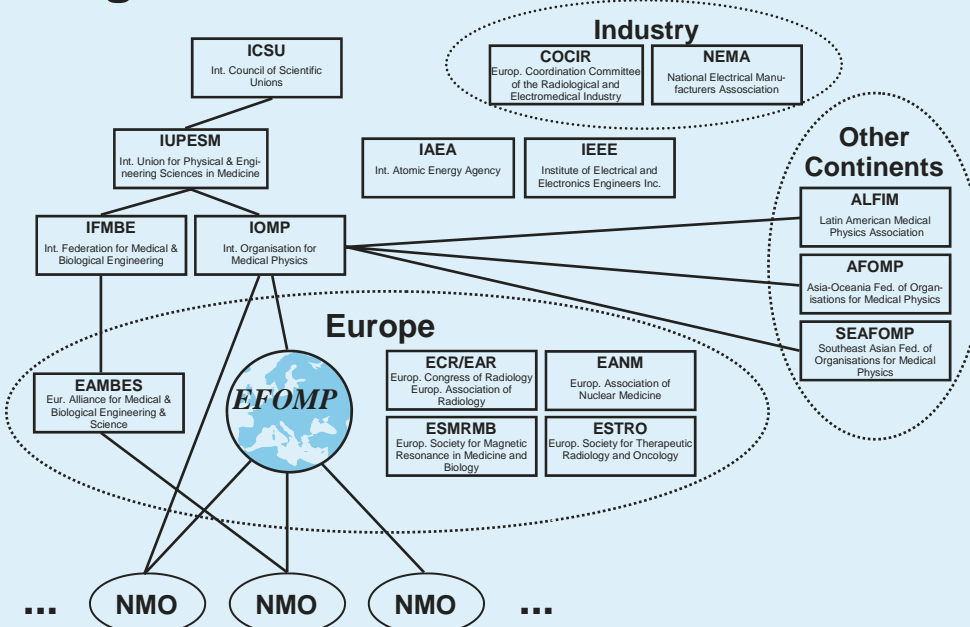 ICSU
Int. Council of Scientific
Unions
Industry
COCIR
Europ. Coordination Committee
of the Radiological and
Electromedical Industry
NEMA
National Electrical Manu-
facturers Assosciation
IUPESM
Int. Union for Physical & Engi-
neering Sciences in Medicine
IAEA
Int. Atomic Energy Agency
IEEE
Institute of Electrical and
Electronics Engineers Inc.
Other
Continents
ALFIM
Latin American Medical
Physics Association
AFOMP
Asia-Oceania Fed. of Organ-
isations for Medical Physics
SEAFOMP
Southeast Asian Fed. of
Organisations for Medical
Physics
IFMBE
Int. Federation for Medical &
Biological Engineering
IOMP
Int. Organisation for
Medical Physics
Europe
EAMBES
Eur. Alliance for Medical &
Biological Engineering &
Science
EFOMP
ECR/EAR
Europ. Congress of Radiology
Europ. Association of
Radiology
EANM
Europ. Association of
Nuclear Medicine
ESMRMB
Europ. Society for Magnetic
Resonance in Medicine and
Biology
ESTRO
Europ. Society for Therapeutic
Radiology and Oncology
... NMO NMO NMO ...